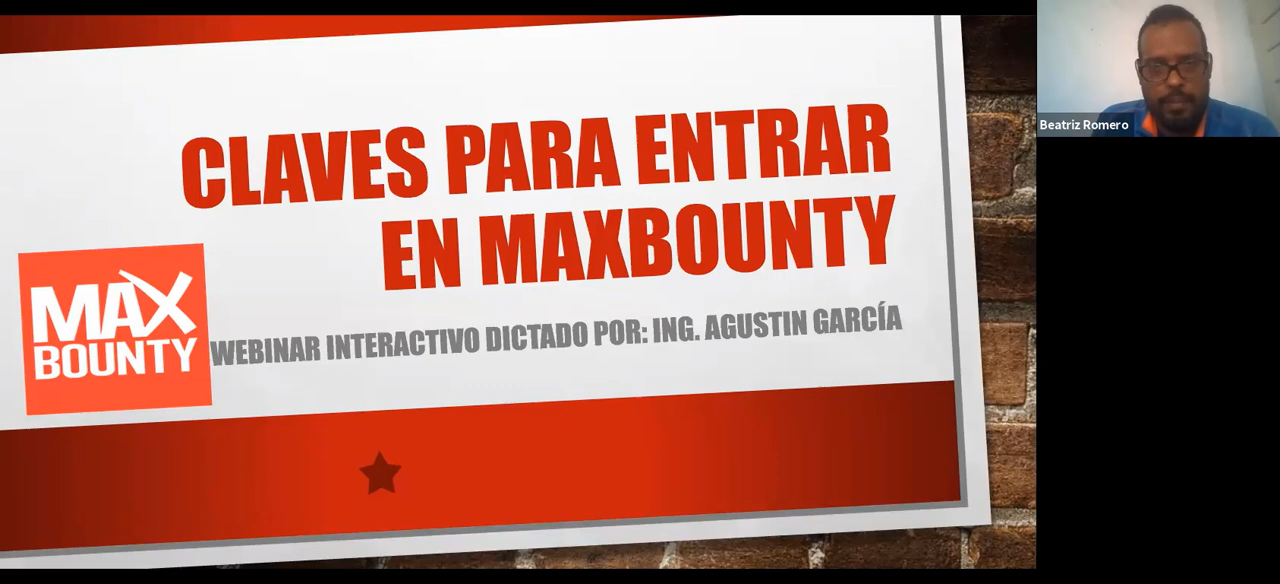 CLAVES PARA ENTRAR
EN MAXBOUNTY
MAX
BOUNTY
WEBINAR INTERACTIVO DICTADO POR: ING. AGUSTIN GARCÍA
Beatriz Romero